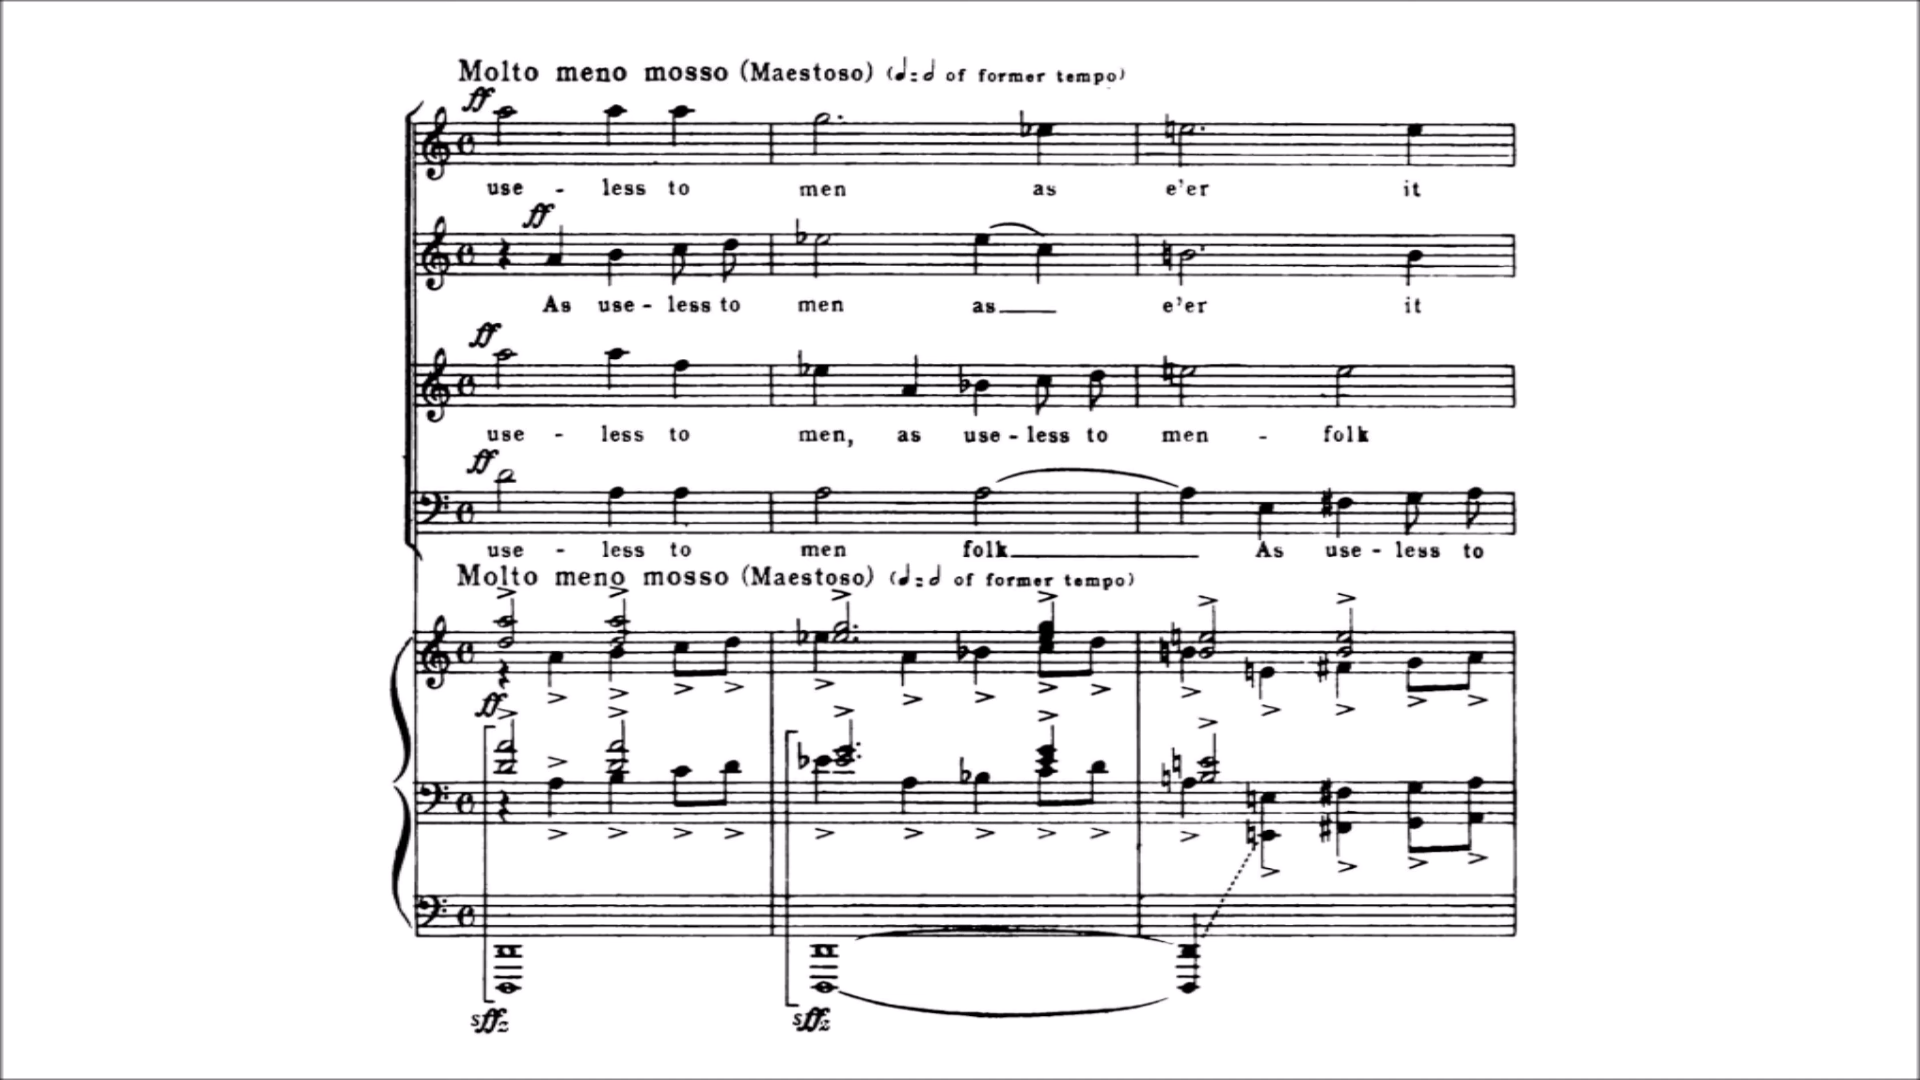 Molto meno mosso (Maestoso) (𝅘𝅥=𝅗𝅥 of former tempo)
ff
use - less to men as e'er it
ff
As use - less to men as e'er it
ff
use - less to men, as use - less to men - folk
ff
use - less to men folk As use - less to
Molto meno mosso (Maestoso) (𝅘𝅥=𝅗𝅥 of former tempo)
ff
sffz sffz